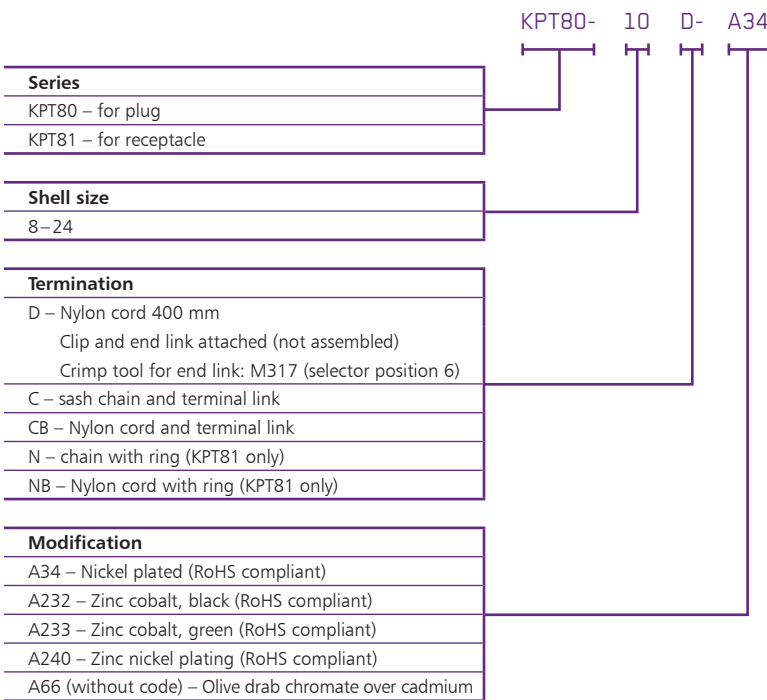 KPT80- 10 D- A34
Series
KPT80 – for plug
KPT81 – for receptacle
Shell size
8–24
Termination
D – Nylon cord 400 mm
Clip and end link attached (not assembled)
Crimp tool for end link: M317 (selector position 6)
C – sash chain and terminal link
CB – Nylon cord and terminal link
N – chain with ring (KPT81 only)
NB – Nylon cord with ring (KPT81 only)
Modification
A34 – Nickel plated (RoHS compliant)
A232 – Zinc cobalt, black (RoHS compliant)
A233 – Zinc cobalt, green (RoHS compliant)
A240 – Zinc nickel plating (RoHS compliant)
A66 (without code) – Olive drab chromate over cadmium